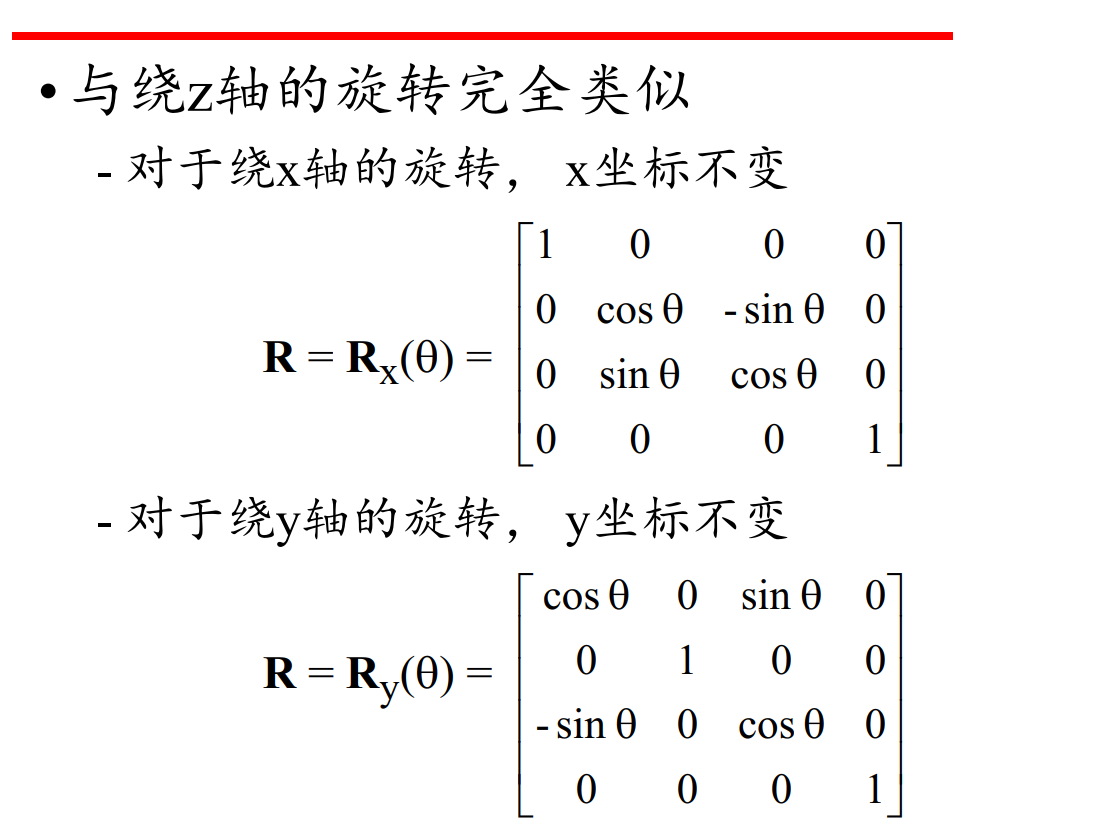 • 与绕z轴的旋转完全类似
- 对于绕x轴的旋转， x坐标不变
1 0 0 0
0 cos θ - sin θ 0
R = Rx(θ) =
0 sin θ cos θ 0
0 0 0 1
- 对于绕y轴的旋转， y坐标不变
cos θ 0 sin θ 0
0 1 0 0
R = Ry(θ) =
- sin θ 0 cos θ 0
0 0 0 1